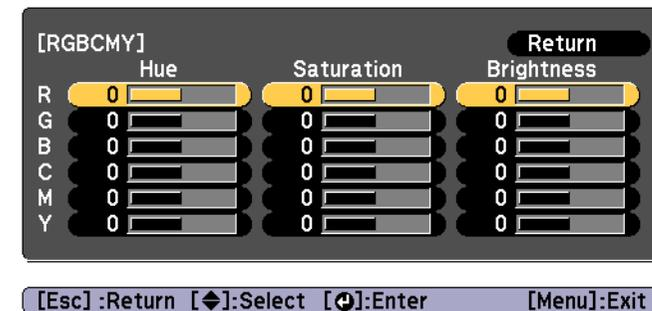 [RGBCMY] Return
Hue Saturation Brightness
R 0 0 0
G 0 0 0
B 0 0 0
C 0 0 0
M 0 0 0
Y 0 0 0
[Esc] :Return [◆]:Select [⏎]:Enter [Menu]:Exit